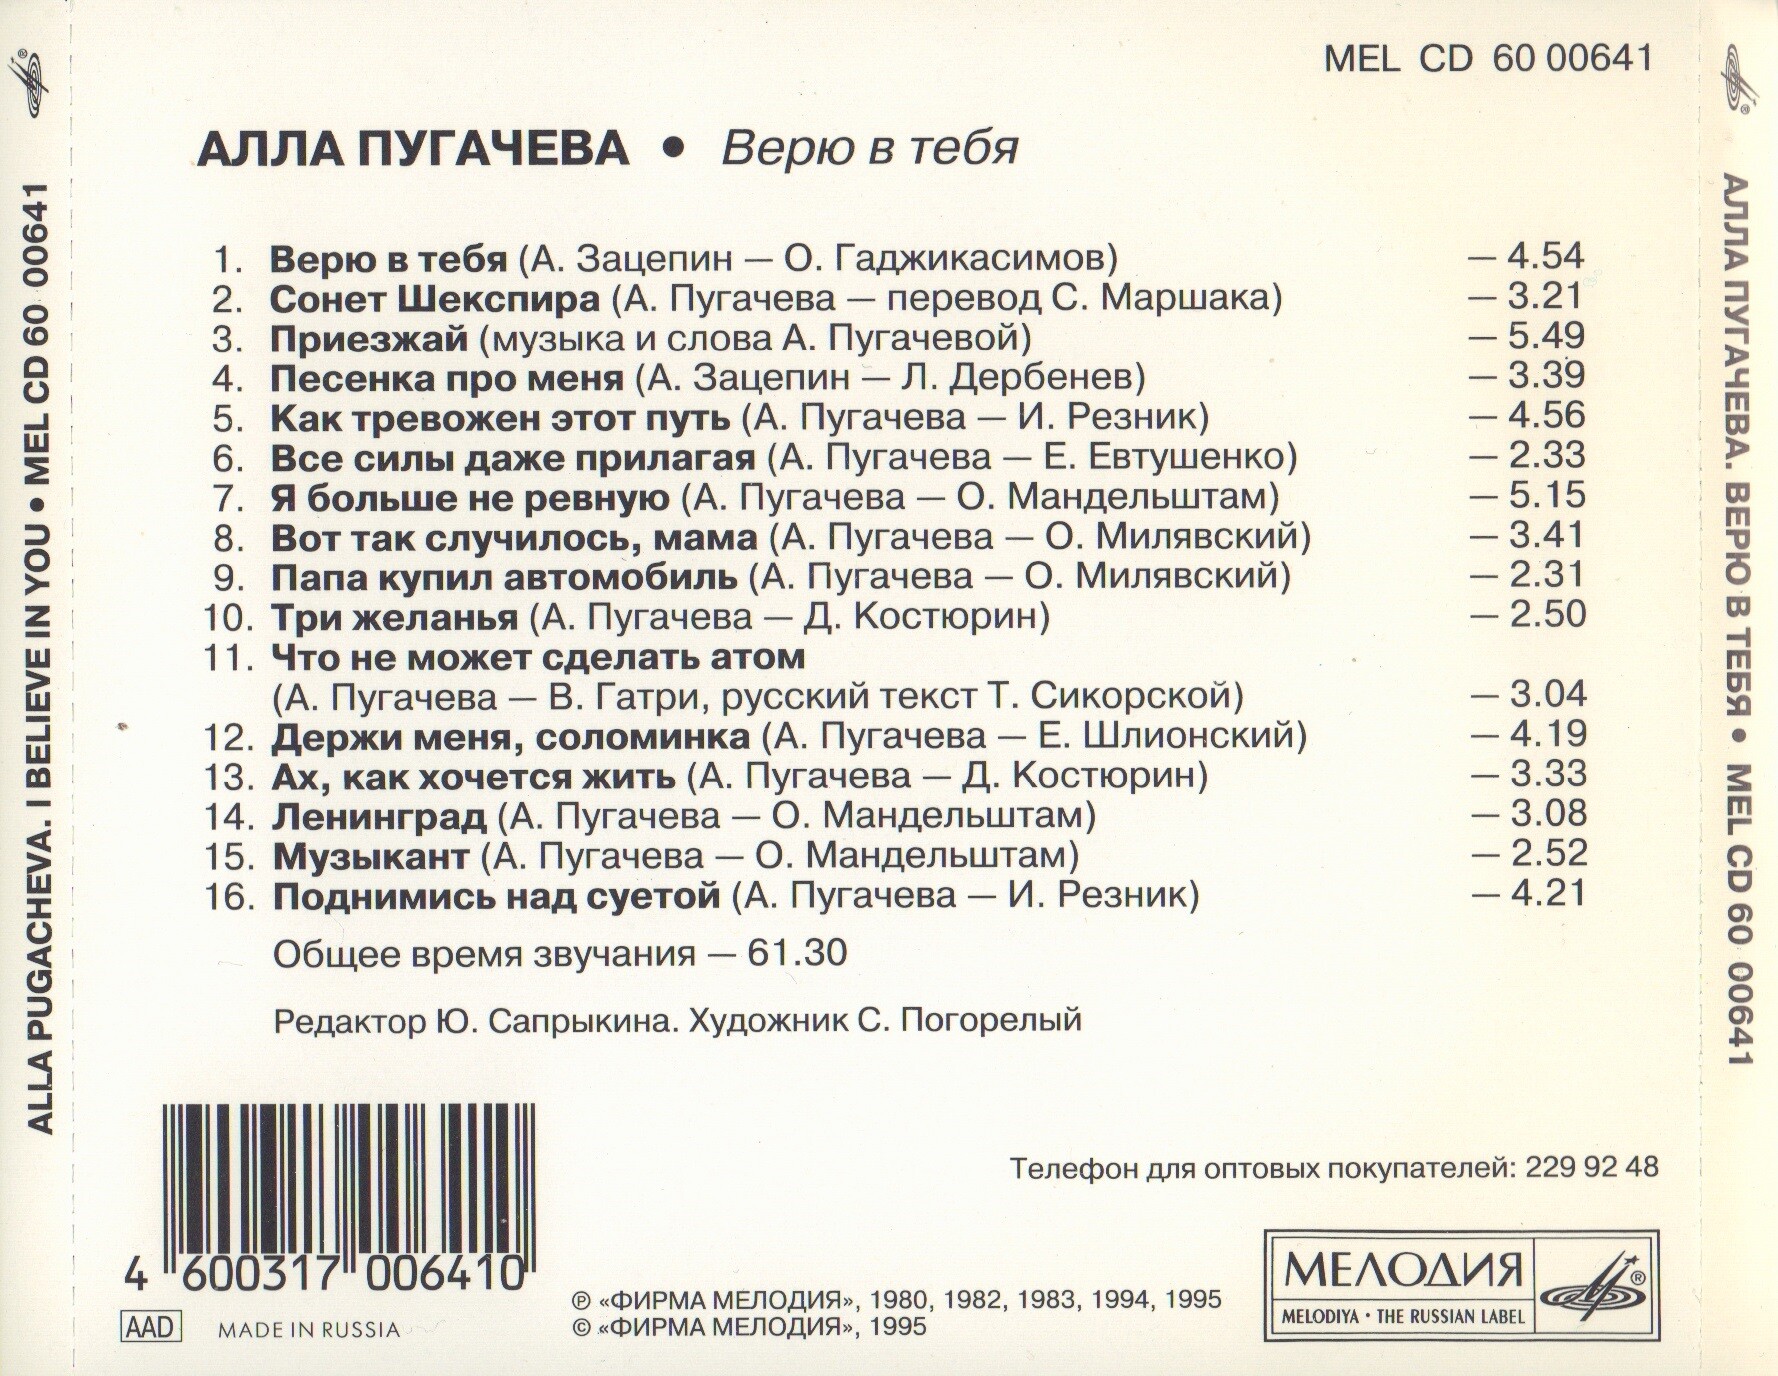 MEL CD 60 00641
АЛЛА ПУГАЧЕВА • Верю в тебя
1. Верю в тебя (А. Зацепин — О. Гаджикасимов) — 4.54
2. Сонет Шекспира (А. Пугачева — перевод С. Маршака) — 3.21
3. Приезжай (музыка и слова А. Пугачевой) — 5.49
4. Песенка про меня (А. Зацепин — Л. Дербенев) — 3.39
5. Как тревожен этот путь (А. Пугачева — И. Резник) — 4.56
6. Все силы даже прилагая (А. Пугачева — Е. Евтушенко) — 2.33
7. Я больше не ревную (А. Пугачева — О. Мандельштам) — 5.15
8. Вот так случилось, мама (А. Пугачева — О. Милявский) — 3.41
9. Папа купил автомобиль (А. Пугачева — О. Милявский) — 2.31
10. Три желанья (А. Пугачева — Д. Костюрин) — 2.50
11. Что не может сделать атом
(А. Пугачева — В. Гатри, русский текст Т. Сикорской) — 3.04
12. Держи меня, соломинка (А. Пугачева — Е. Шлионский) — 4.19
13. Ах, как хочется жить (А. Пугачева — Д. Костюрин) — 3.33
14. Ленинград (А. Пугачева — О. Мандельштам) — 3.08
15. Музыкант (А. Пугачева — О. Мандельштам) — 2.52
16. Поднимись над суетой (А. Пугачева — И. Резник) — 4.21
Общее время звучания — 61.30
Редактор Ю. Сапрыкина. Художник С. Погорелый
Телефон для оптовых покупателей: 229 92 48
4 600317 006410
AAD MADE IN RUSSIA
℗ «ФИРМА МЕЛОДИЯ», 1980, 1982, 1983, 1994, 1995
© «ФИРМА МЕЛОДИЯ», 1995
МЕЛОДИЯ ®
MELODIYA • THE RUSSIAN LABEL
® ALLA PUGACHEVA. I BELIEVE IN YOU • MEL CD 60 00641
® АЛЛА ПУГАЧЕВА. ВЕРЮ В ТЕБЯ • MEL CD 60 00641